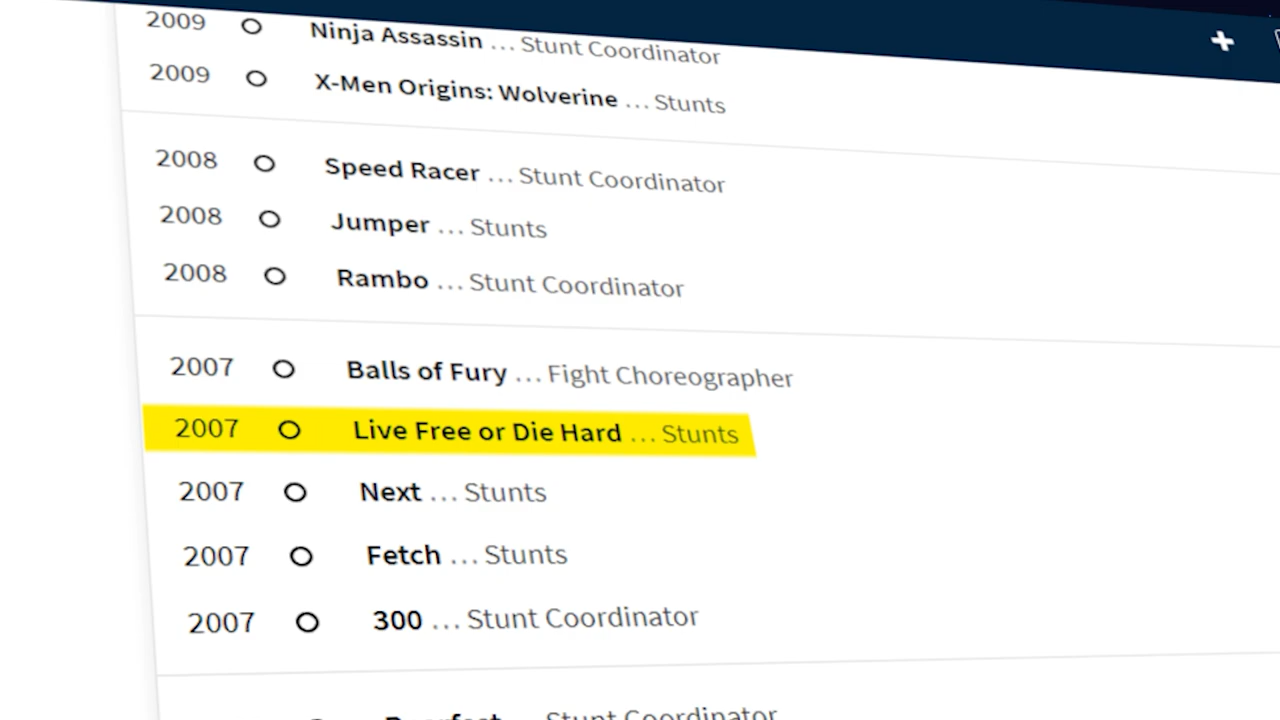 2009 Ninja Assassin ... Stunt Coordinator
2009 X-Men Origins: Wolverine ... Stunts
2008 Speed Racer ... Stunt Coordinator
2008 Jumper ... Stunts
2008 Rambo ... Stunt Coordinator
2007 Balls of Fury ... Fight Choreographer
2007 Live Free or Die Hard ... Stunts
2007 Next ... Stunts
2007 Fetch ... Stunts
2007 300 ... Stunt Coordinator
Stunt Coordinator